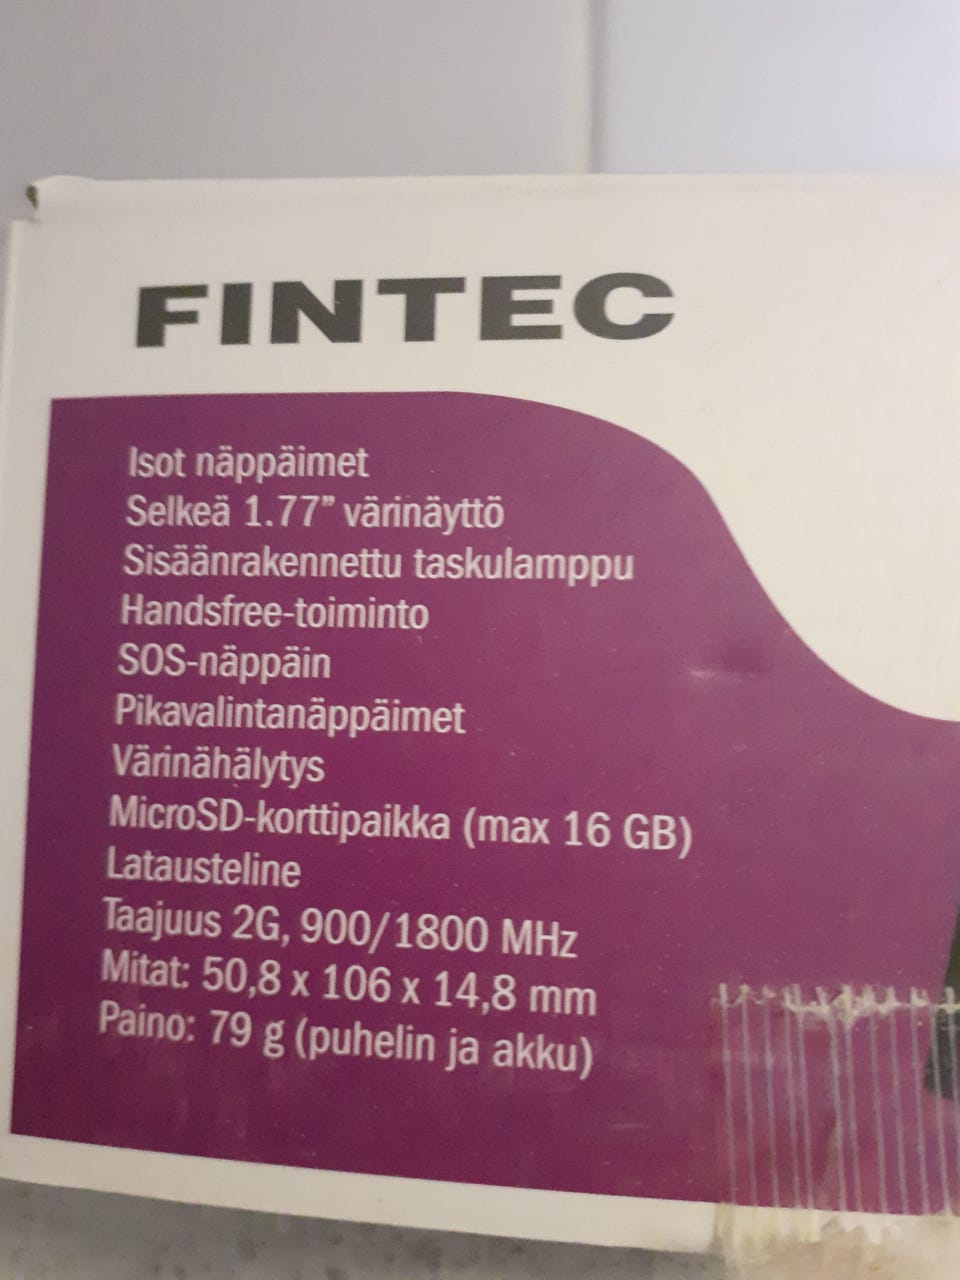 FINTEC
Isot näppäimet
Selkeä 1.77” värinäyttö
Sisäänrakennettu taskulamppu
Handsfree-toiminto
SOS-näppäin
Pikavalintanäppäimet
Värinähälytys
MicroSD-korttipaikka (max 16 GB)
Latausteline
Taajuus 2G, 900/1800 MHz
Mitat: 50,8 x 106 x 14,8 mm
Paino: 79 g (puhelin ja akku)